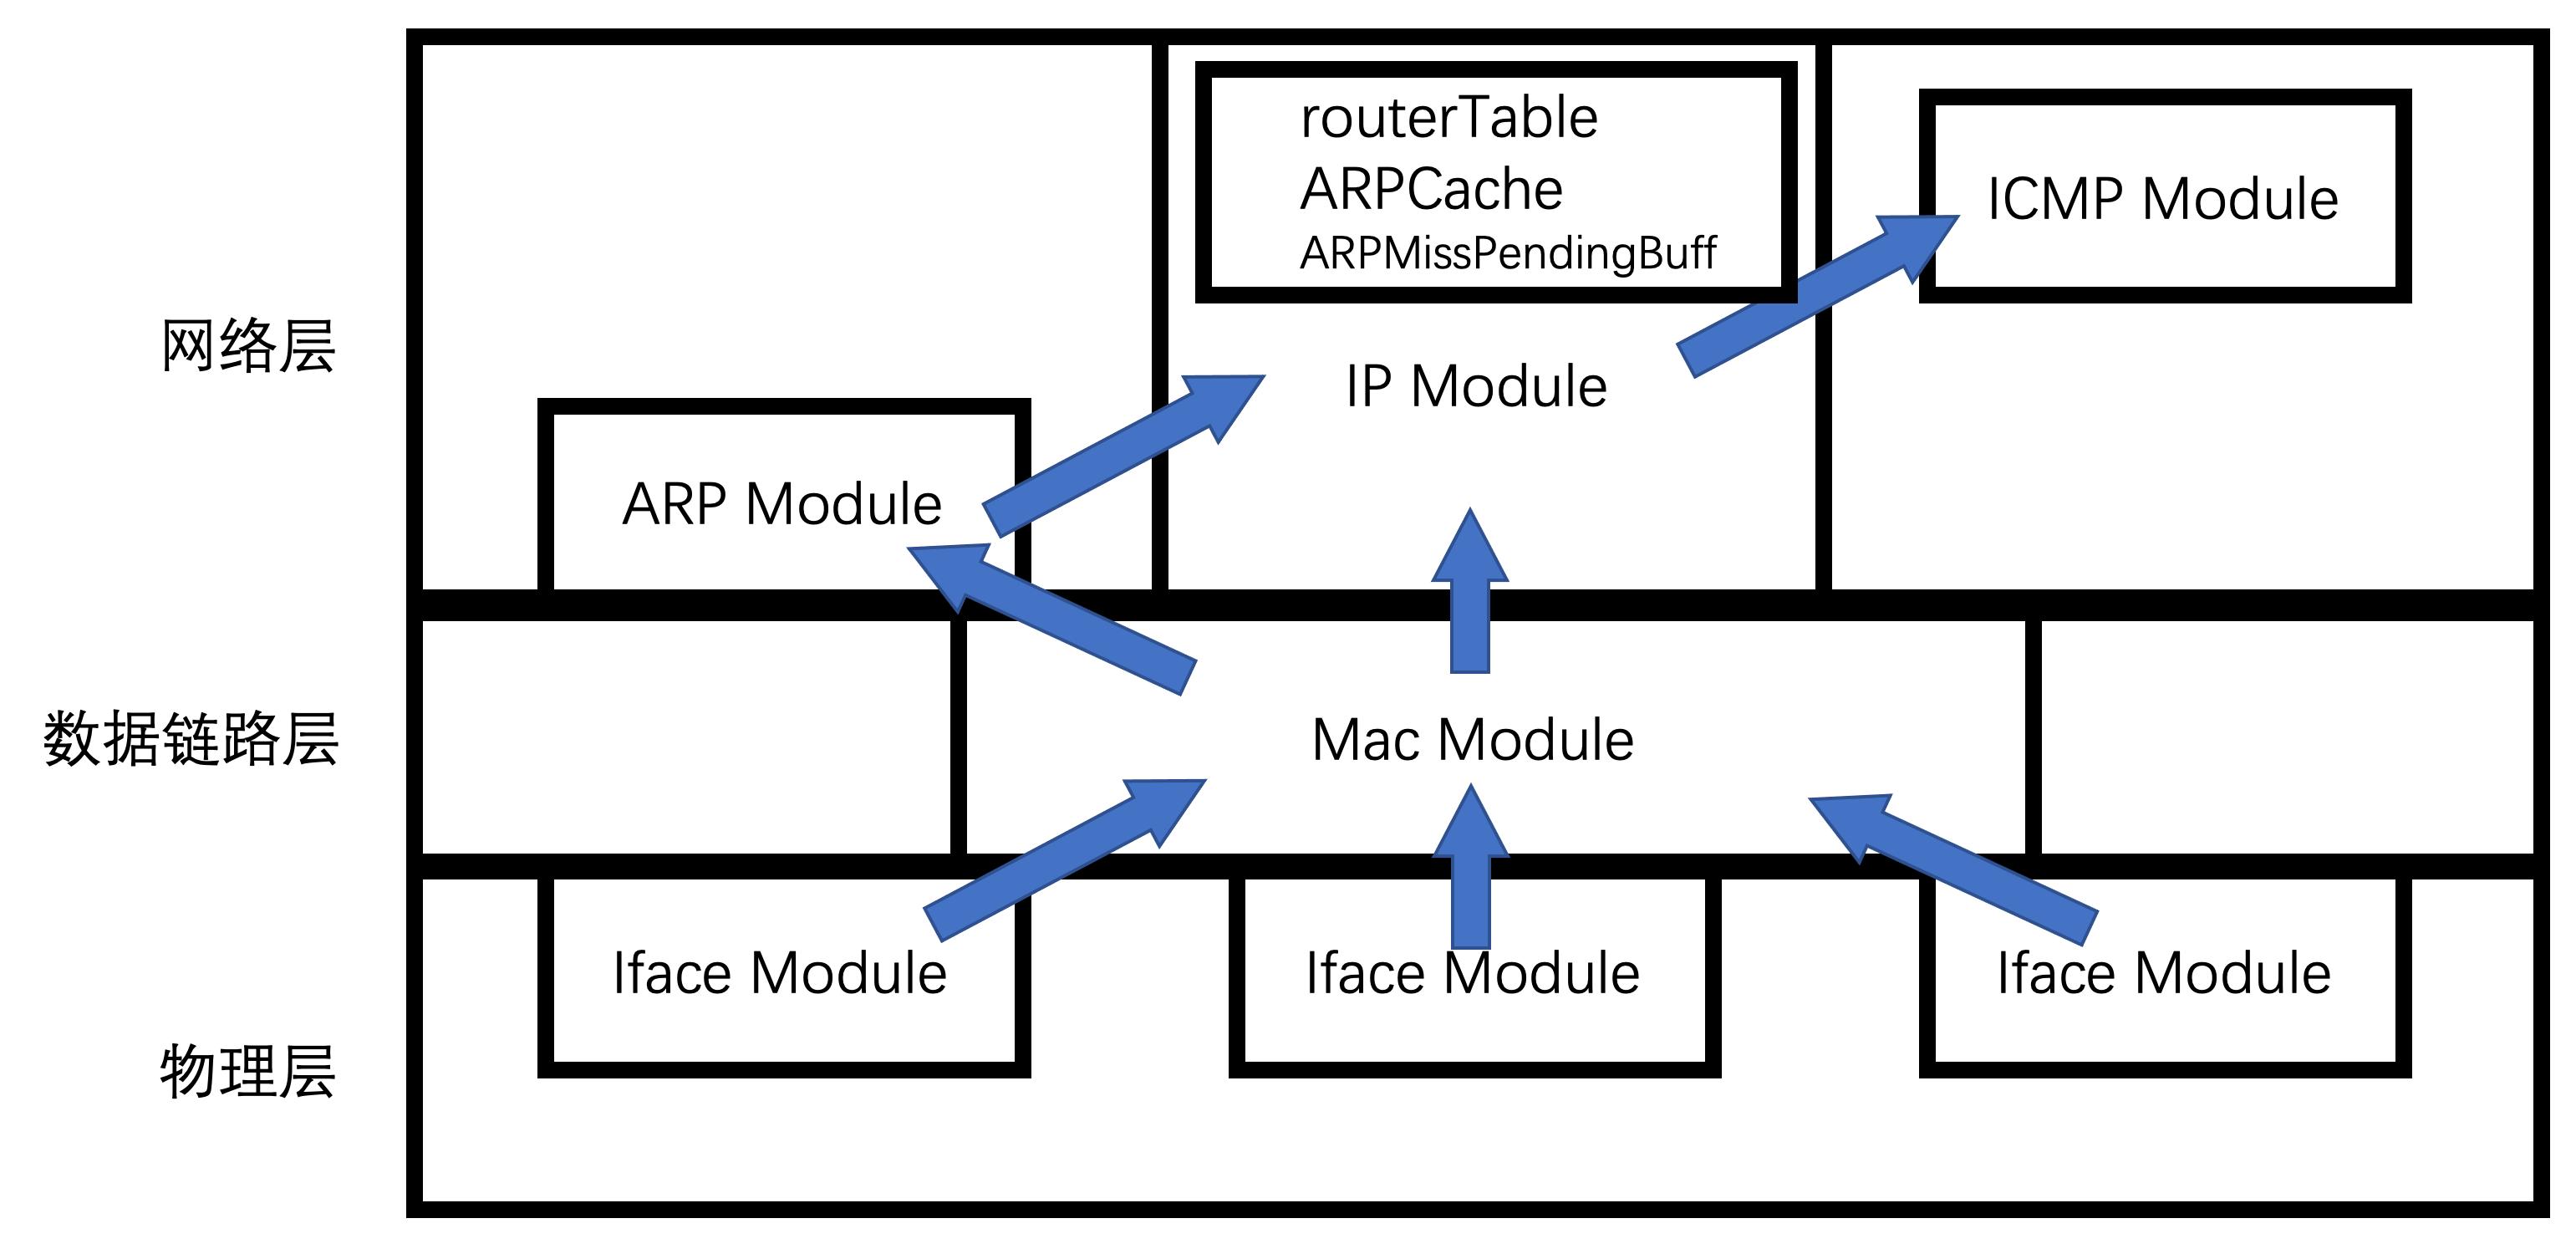 routerTable
ARPCache
ARPMissPendingBuff
ICMP Module
网络层
IP Module
ARP Module
数据链路层
Mac Module
Iface Module
Iface Module
Iface Module
物理层